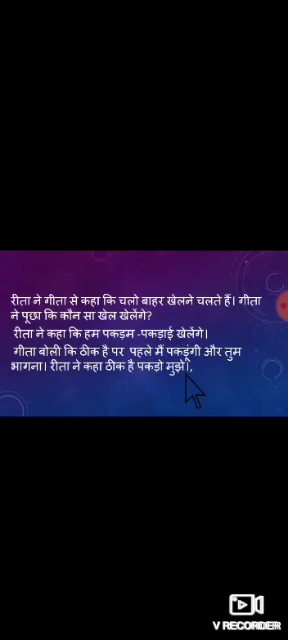 रीता ने गीता से कहा कि चलो बाहर खेलने चलते हैं। गीता
ने पूछा कि कौन सा खेल खेलेंगे?
रीता ने कहा कि हम पकड़म -पकड़ाई खेलेंगे।
गीता बोली कि ठीक है पर पहले मैं पकड़ूंगी और तुम
भागना। रीता ने कहा ठीक है पकड़ो मुझे।,
V RECORDER